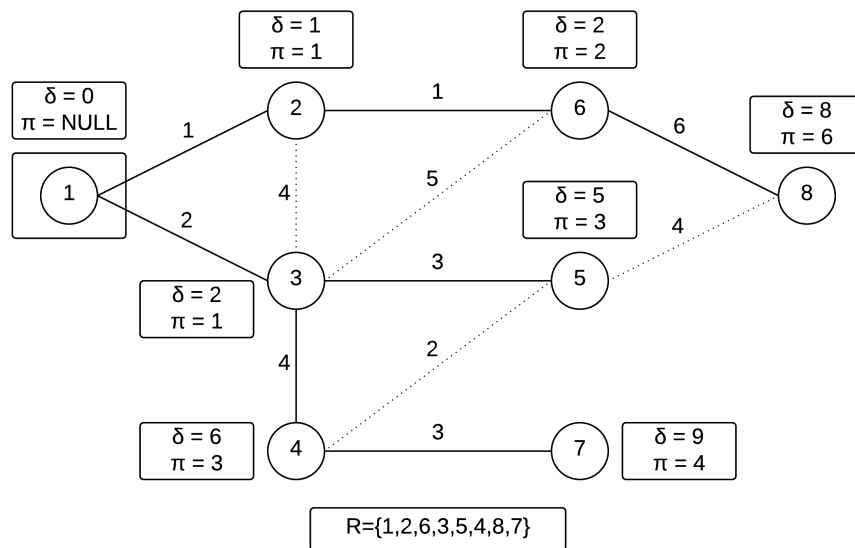 δ = 1
π = 1
δ = 2
π = 2
δ = 0
π = NULL
2
1
6
δ = 8
π = 6
1
6
1
4
5
δ = 5
π = 3
8
2
4
3
3
5
δ = 2
π = 1
4
2
δ = 6
π = 3
4
3
7
δ = 9
π = 4
R={1,2,6,3,5,4,8,7}